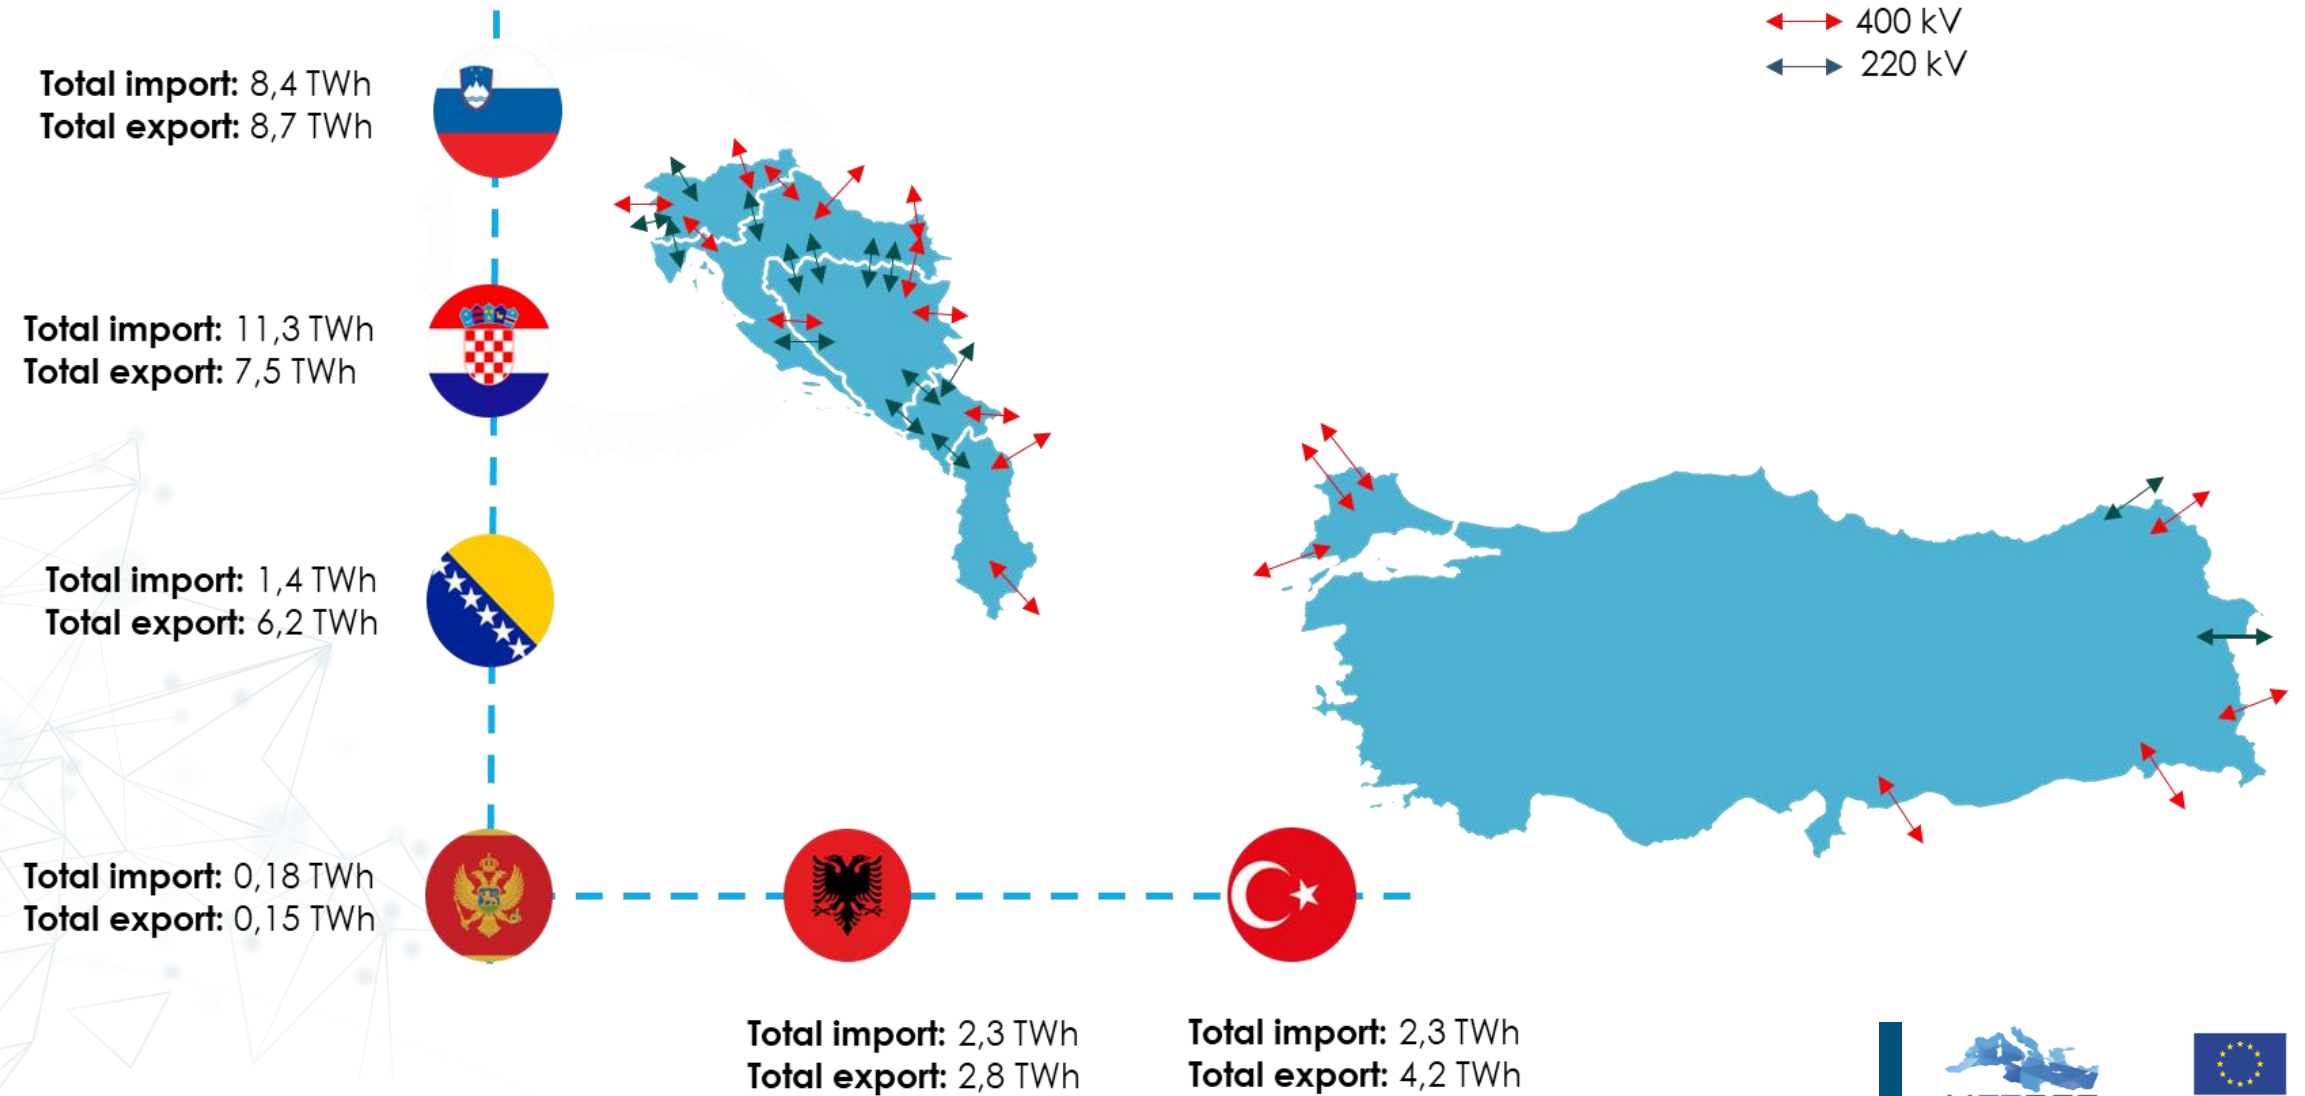 400 kV
220 kV
Total import: 8,4 TWh
Total export: 8,7 TWh
Total import: 11,3 TWh
Total export: 7,5 TWh
Total import: 1,4 TWh
Total export: 6,2 TWh
Total import: 0,18 TWh
Total export: 0,15 TWh
Total import: 2,3 TWh
Total export: 2,8 TWh
Total import: 2,3 TWh
Total export: 4,2 TWh